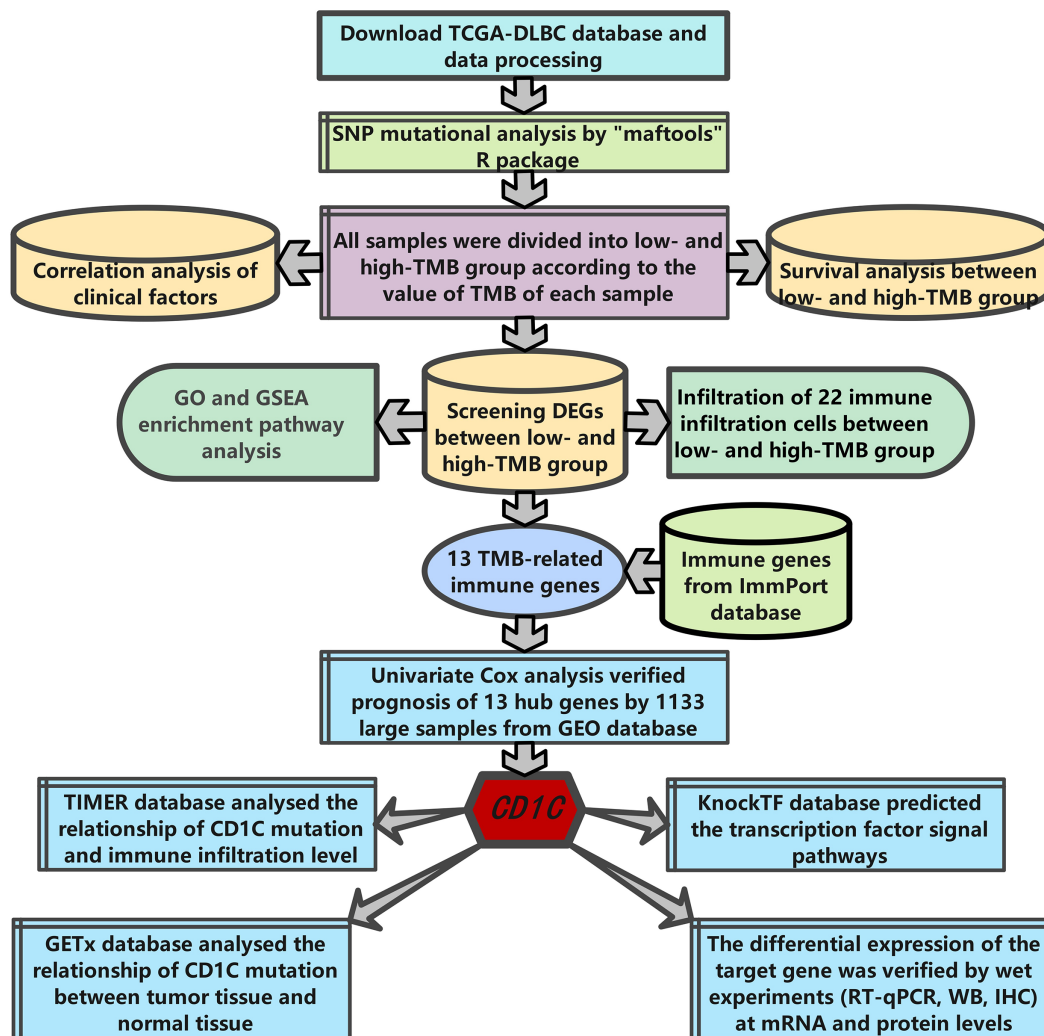 Download TCGA-DLBC database and
data processing
SNP mutational analysis by "maftools"
R package
All samples were divided into low- and
high-TMB group according to the
value of TMB of each sample
Correlation analysis of
clinical factors
Survival analysis between
low- and high-TMB group
GO and GSEA
enrichment pathway
analysis
Screening DEGs
between low- and
high-TMB group
Infiltration of 22 immune
infiltration cells between
low- and high-TMB group
13 TMB-related
immune genes
Immune genes
from ImmPort
database
Univariate Cox analysis verified
prognosis of 13 hub genes by 1133
large samples from GEO database
CD1C
TIMER database analysed the
relationship of CD1C mutation
and immune infiltration level
KnockTF database predicted
the transcription factor signal
pathways
GETx database analysed the
relationship of CD1C mutation
between tumor tissue and
normal tissue
The differential expression of the
target gene was verified by wet
experiments (RT-qPCR, WB, IHC)
at mRNA and protein levels